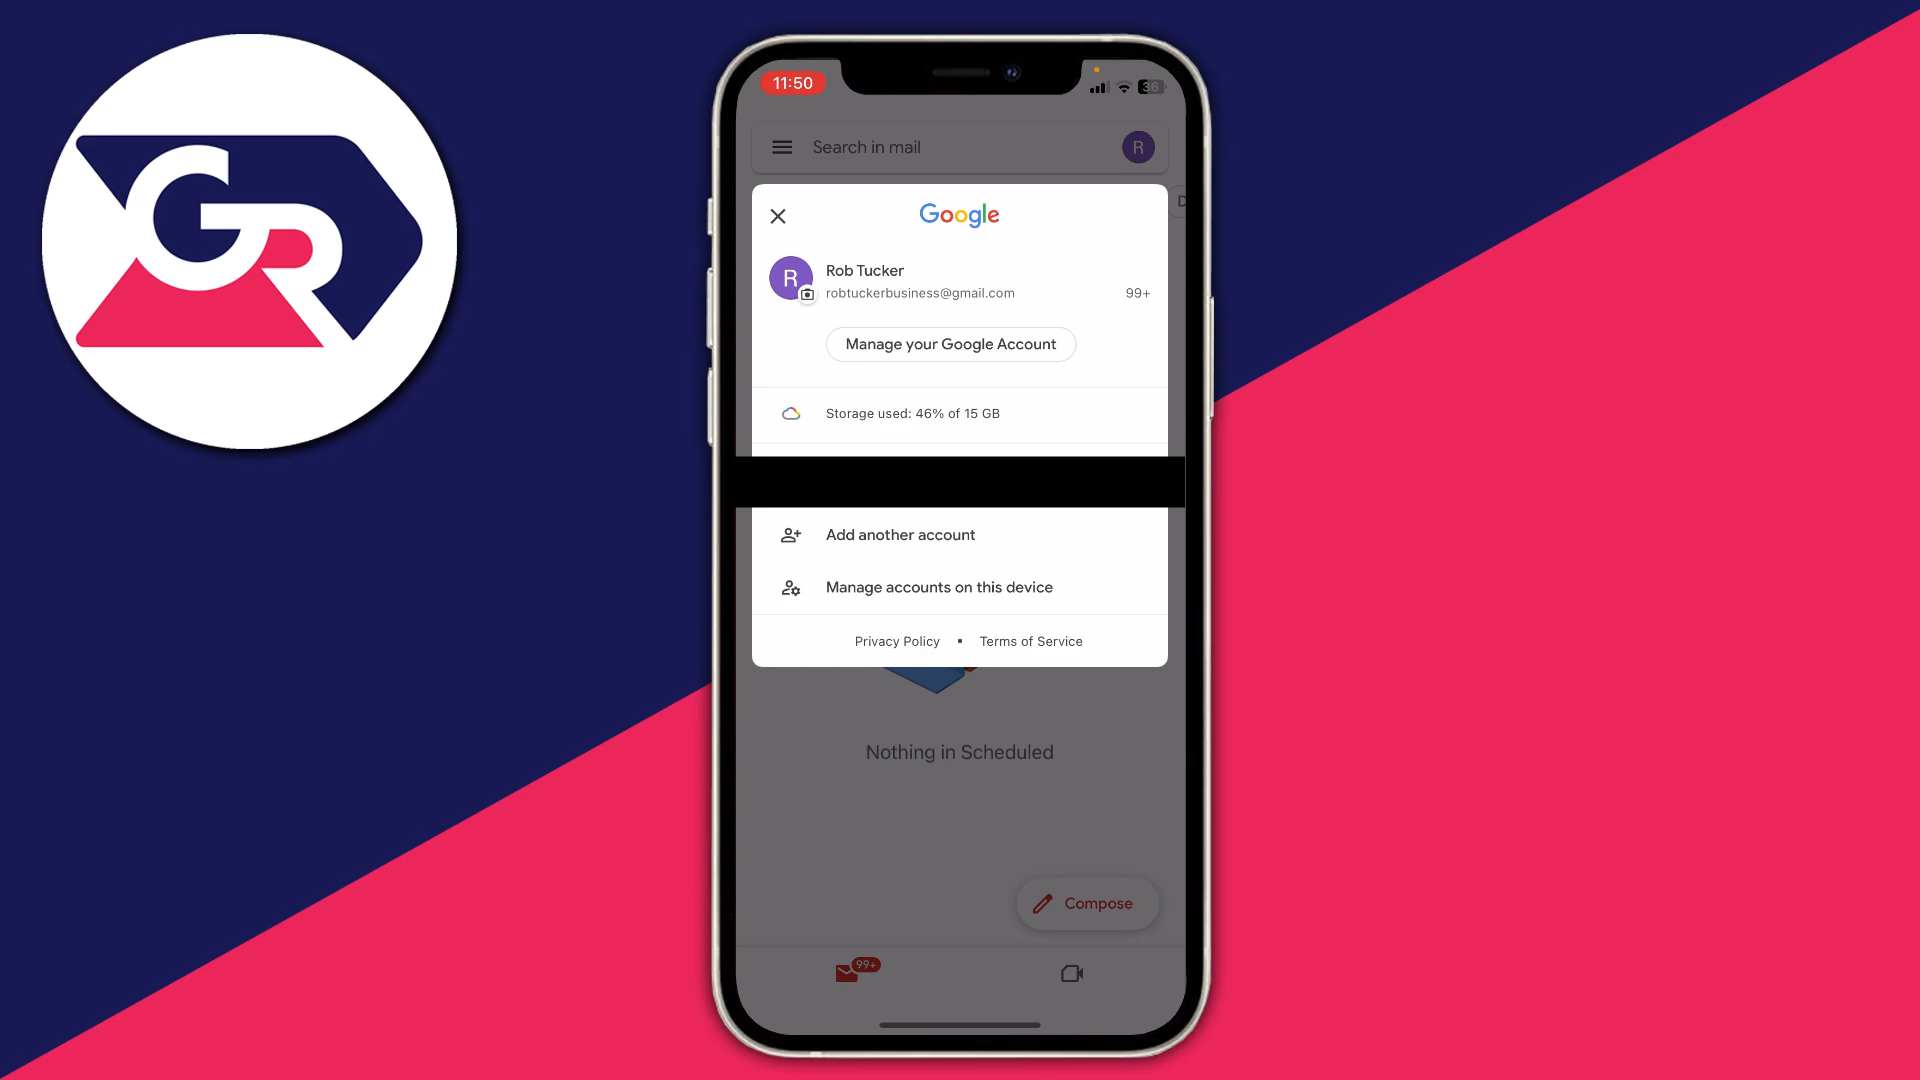 GR
11:50
36
Search in mail
R
D
Google
R
Rob Tucker
robtuckerbusiness@gmail.com
99+
Manage your Google Account
Storage used: 46% of 15 GB
Add another account
Manage accounts on this device
Privacy Policy • Terms of Service
Nothing in Scheduled
Compose
99+